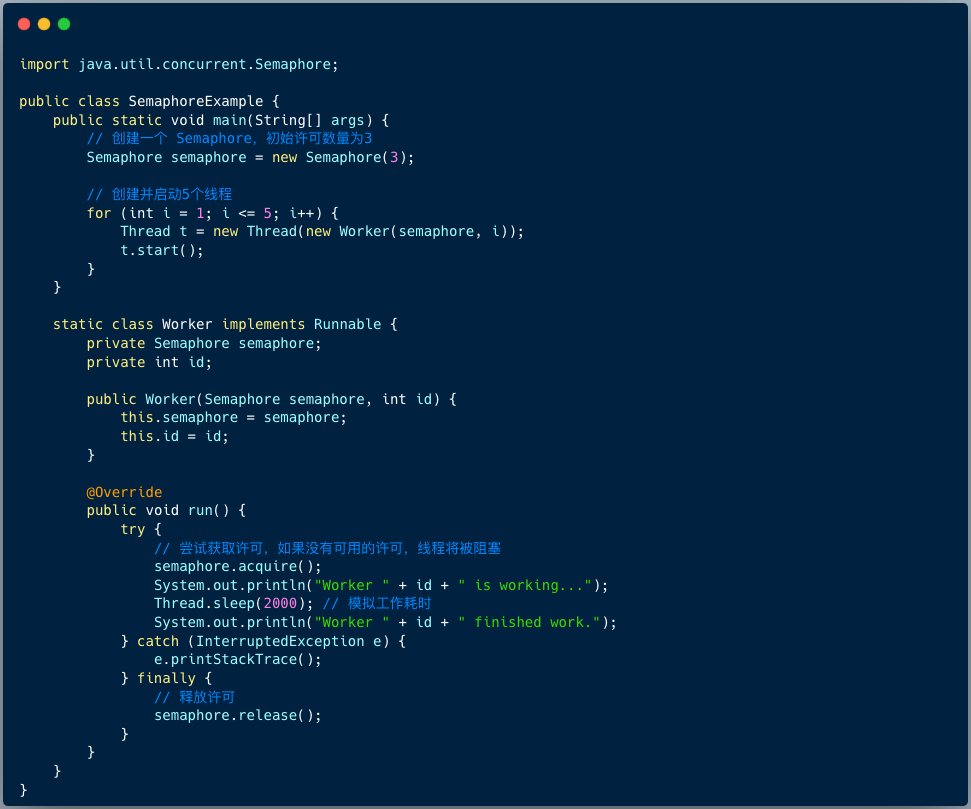 import java.util.concurrent.Semaphore;
public class SemaphoreExample {
    public static void main(String[] args) {
        // 创建一个 Semaphore，初始许可数量为3
        Semaphore semaphore = new Semaphore(3);
        // 创建并启动5个线程
        for (int i = 1; i <= 5; i++) {
            Thread t = new Thread(new Worker(semaphore, i));
            t.start();
        }
    }
    static class Worker implements Runnable {
        private Semaphore semaphore;
        private int id;
        public Worker(Semaphore semaphore, int id) {
            this.semaphore = semaphore;
            this.id = id;
        }
        @Override
        public void run() {
            try {
                // 尝试获取许可，如果没有可用的许可，线程将被阻塞
                semaphore.acquire();
                System.out.println("Worker " + id + " is working...");
                Thread.sleep(2000); // 模拟工作耗时
                System.out.println("Worker " + id + " finished work.");
            } catch (InterruptedException e) {
                e.printStackTrace();
            } finally {
                // 释放许可
                semaphore.release();
            }
        }
    }
}